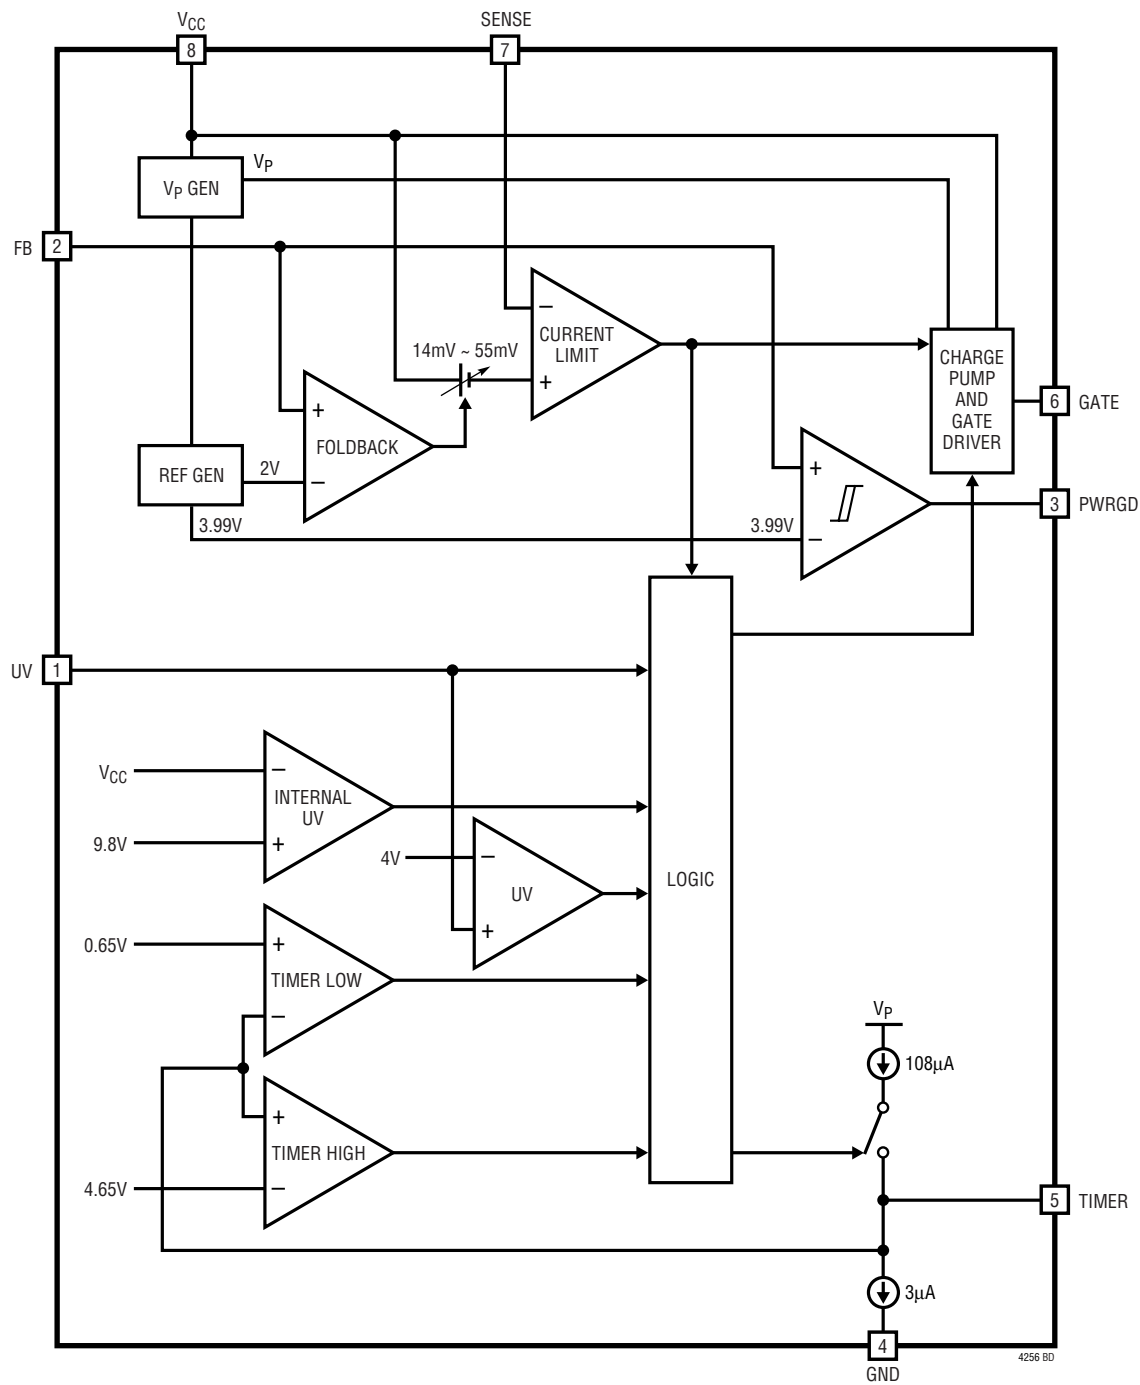 VCC
8
SENSE
7
VP
VP GEN
FB
2
14mV ~ 55mV
−
CURRENT
LIMIT
+
CHARGE
PUMP
AND
GATE
DRIVER
6
GATE
+
FOLDBACK
−
REF GEN
2V
3.99V
3.99V
+
−
3
PWRGD
UV
1
VCC
−
INTERNAL
UV
9.8V
+
4V
−
UV
+
LOGIC
0.65V
+
TIMER LOW
−
+
TIMER HIGH
4.65V
−
VP
108µA
5
TIMER
3µA
4
GND
4256 BD